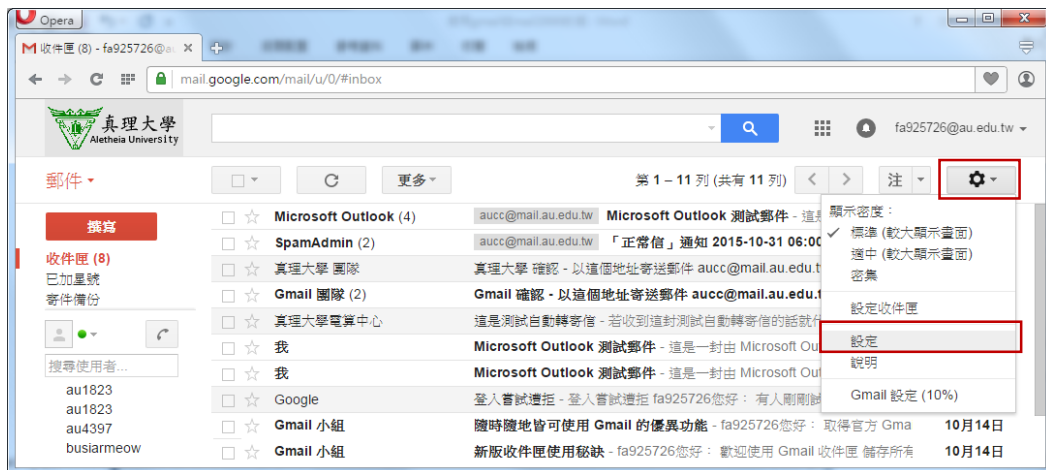 Opera
收件匣 (8) - fa925726@au
mail.google.com/mail/u/0/#inbox
真理大學
Aletheia University
fa925726@au.edu.tw
郵件
更多
第 1 – 11 列 (共有 11 列)
注
撰寫
收件匣 (8)
已加星號
寄件備份
搜尋使用者...
au1823
au1823
au4397
busiarmeow
Microsoft Outlook (4) aucc@mail.au.edu.tw Microsoft Outlook 測試郵件 - 這是
SpamAdmin (2) aucc@mail.au.edu.tw 「正常信」通知 2015-10-31 06:00
真理大學 團隊 真理大學 確認 - 以這個地址寄送郵件 aucc@mail.au.edu.t
Gmail 團隊 (2) Gmail 確認 - 以這個地址寄送郵件 aucc@mail.au.edu.t
真理大學電算中心 這是測試自動轉寄信 - 若收到這封測試自動轉寄信的話就代
我 Microsoft Outlook 測試郵件 - 這是一封由 Microsoft Out
我 Microsoft Outlook 測試郵件 - 這是一封由 Microsoft Out
Google 登入嘗試遭拒 - 登入嘗試遭拒 fa925726您好： 有人剛剛試
Gmail 小組 隨時隨地皆可使用 Gmail 的優異功能 - fa925726您好： 取得官方 Gma 10月14日
Gmail 小組 新版收件匣使用秘訣 - fa925726您好： 歡迎使用 Gmail 收件匣 儲存所有 10月14日
顯示密度：
標準 (較大顯示畫面)
適中 (較大顯示畫面)
密集
設定收件匣
設定
說明
Gmail 設定 (10%)